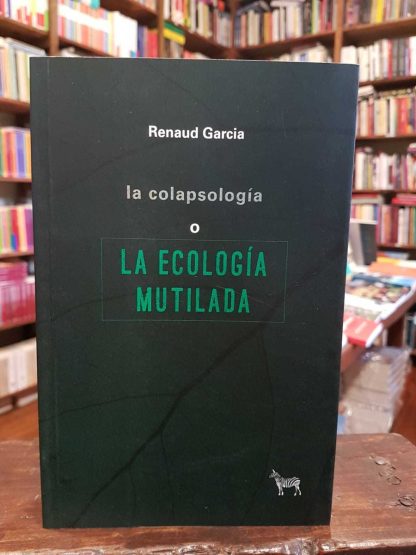 Renaud Garcia
la colapsología
o
LA ECOLOGÍA
MUTILADA